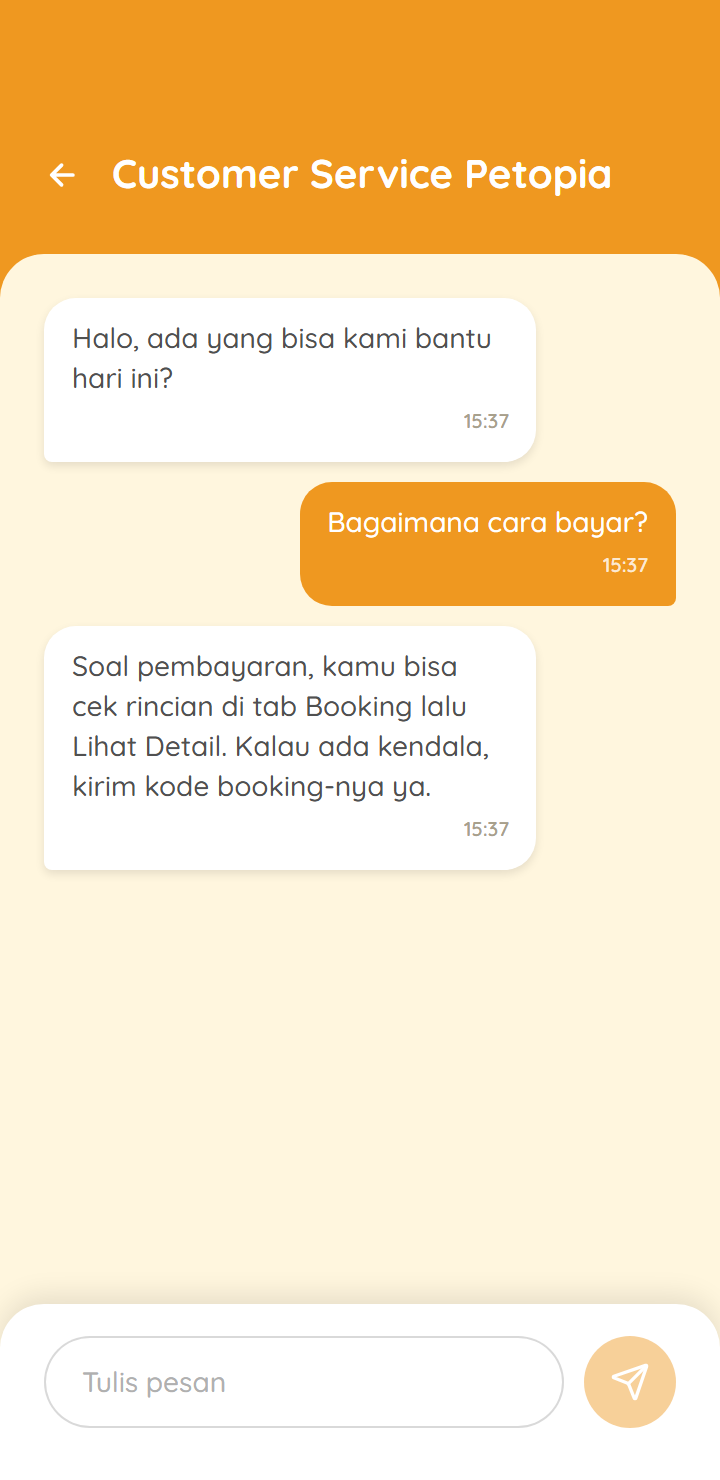 Customer Service Petopia
Halo, ada yang bisa kami bantu
hari ini?
15:37
Bagaimana cara bayar?
15:37
Soal pembayaran, kamu bisa
cek rincian di tab Booking lalu
Lihat Detail. Kalau ada kendala,
kirim kode booking-nya ya.
15:37
Tulis pesan